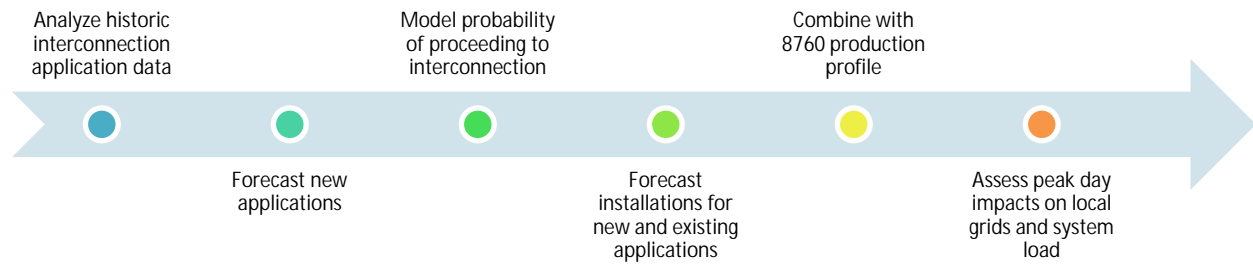 Analyze historic
interconnection
application data
Forecast new
applications
Model probability
of proceeding to
interconnection
Forecast
installations for
new and existing
applications
Combine with
8760 production
profile
Assess peak day
impacts on local
grids and system
load